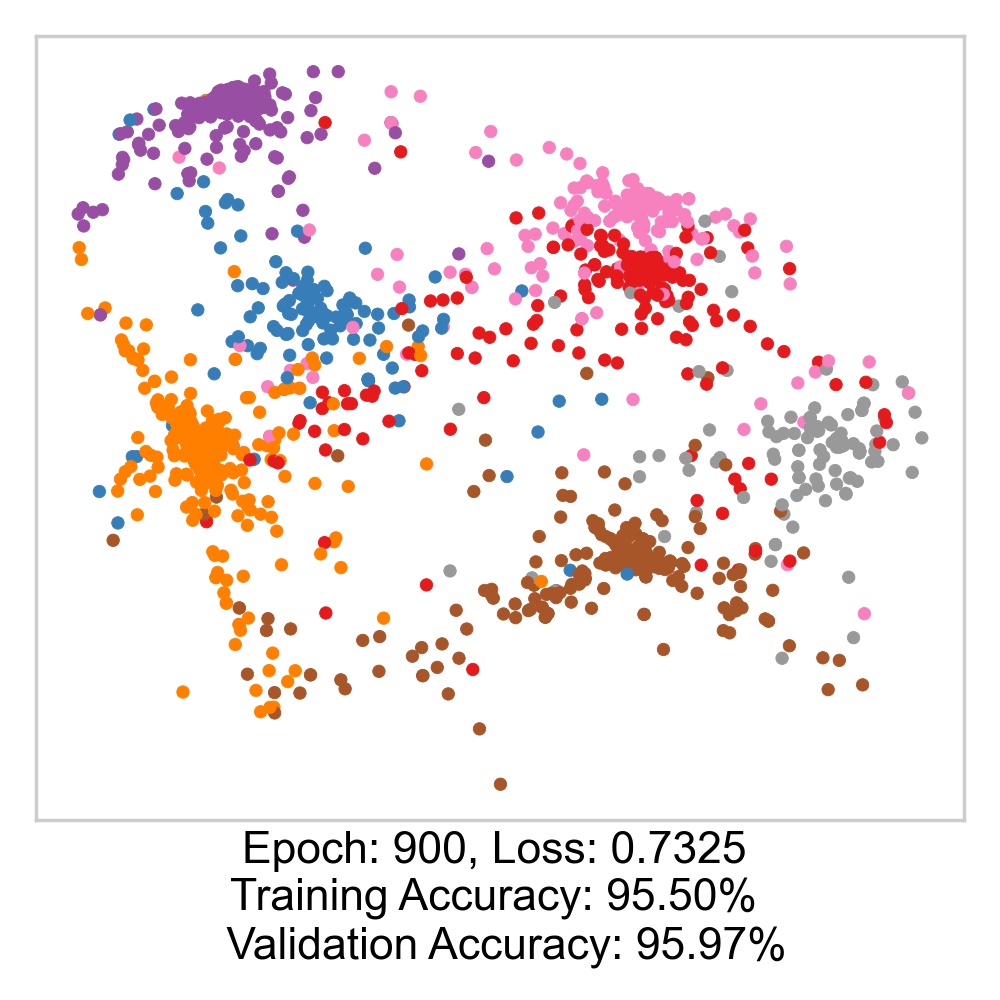 Epoch: 900, Loss: 0.7325
Training Accuracy: 95.50%
Validation Accuracy: 95.97%